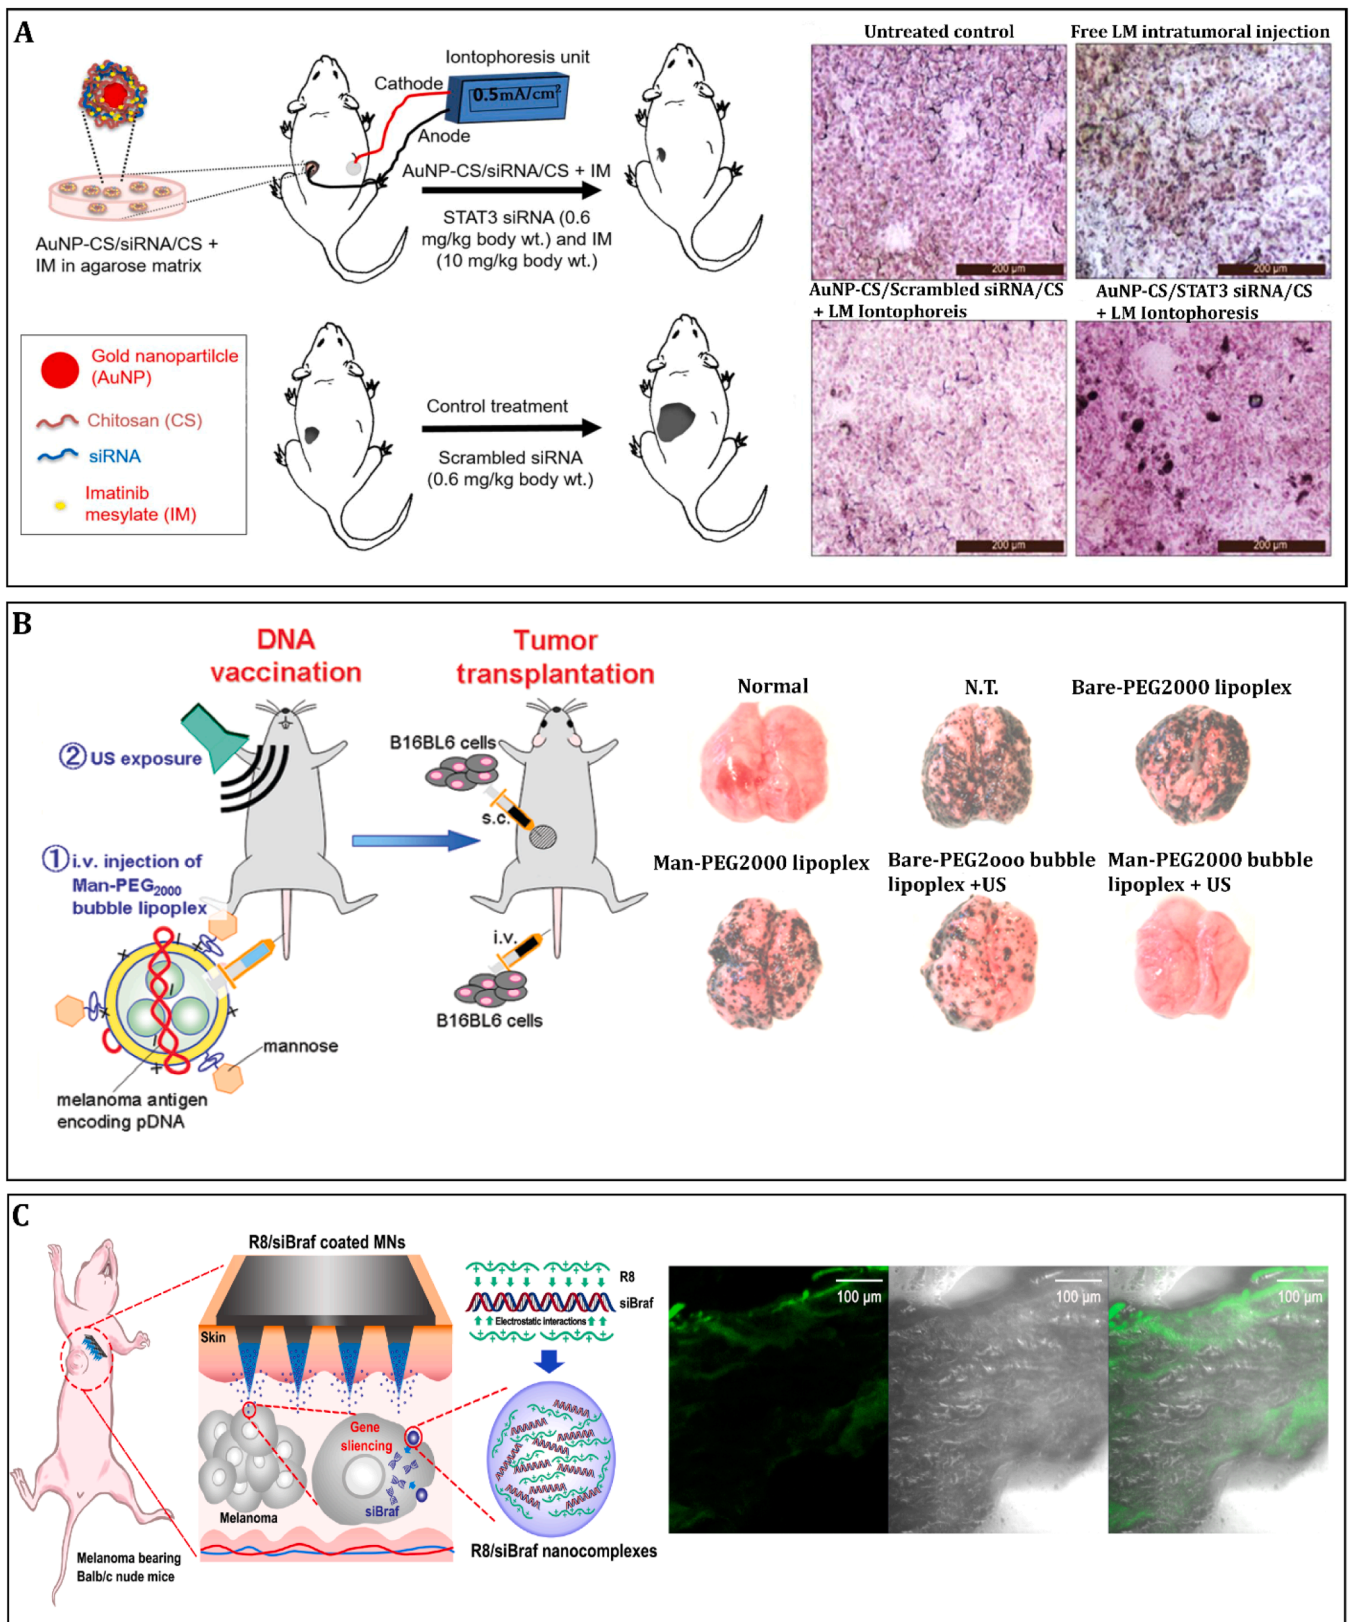 A
Iontophoresis unit
Cathode
0.5mA/cm²
Anode
AuNP-CS/siRNA/CS + IM
STAT3 siRNA (0.6
mg/kg body wt.) and IM
(10 mg/kg body wt.)
AuNP-CS/siRNA/CS +
IM in agarose matrix
Gold nanopartilcle
(AuNP)
Chitosan (CS)
siRNA
Imatinib
mesylate (IM)
Control treatment
Scrambled siRNA
(0.6 mg/kg body wt.)
Untreated control
Free LM intratumoral injection
200 µm
200 µm
AuNP-CS/Scrambled siRNA/CS
+ LM Iontophoreis
AuNP-CS/STAT3 siRNA/CS
+ LM Iontophoresis
200 µm
200 µm
B
DNA
vaccination
Tumor
transplantation
② US exposure
B16BL6 cells
s.c.
① i.v. injection of
Man-PEG2000
bubble lipoplex
i.v.
B16BL6 cells
mannose
melanoma antigen
encoding pDNA
Normal
N.T.
Bare-PEG2000 lipoplex
Man-PEG2000 lipoplex
Bare-PEG2ooo bubble
lipoplex +US
Man-PEG2000 bubble
lipoplex + US
C
R8/siBraf coated MNs
Skin
Gene
sliencing
siBraf
Melanoma
Melanoma bearing
Balb/c nude mice
R8
siBraf
Electrostatic interactions
R8/siBraf nanocomplexes
100 µm
100 µm
100 µm